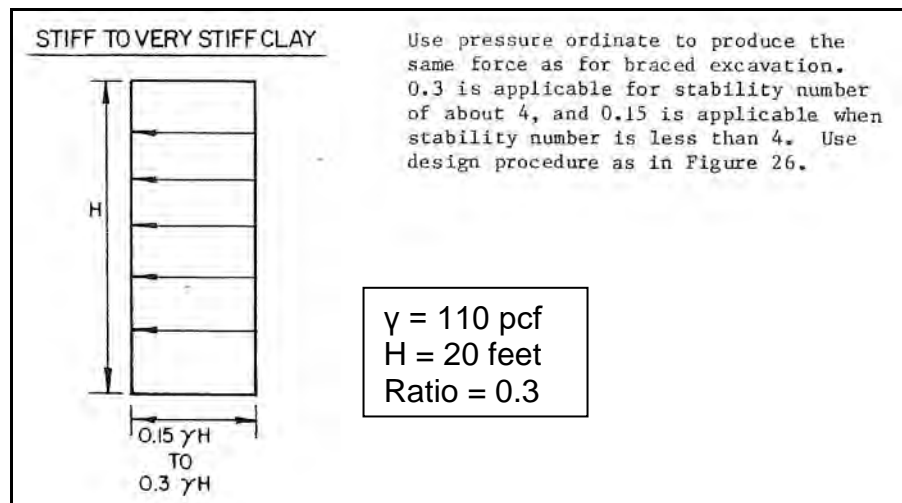 STIFF TO VERY STIFF CLAY
Use pressure ordinate to produce the
same force as for braced excavation.
0.3 is applicable for stability number
of about 4, and 0.15 is applicable when
stability number is less than 4. Use
design procedure as in Figure 26.
H
γ = 110 pcf
H = 20 feet
Ratio = 0.3
0.15 γH
TO
0.3 γH